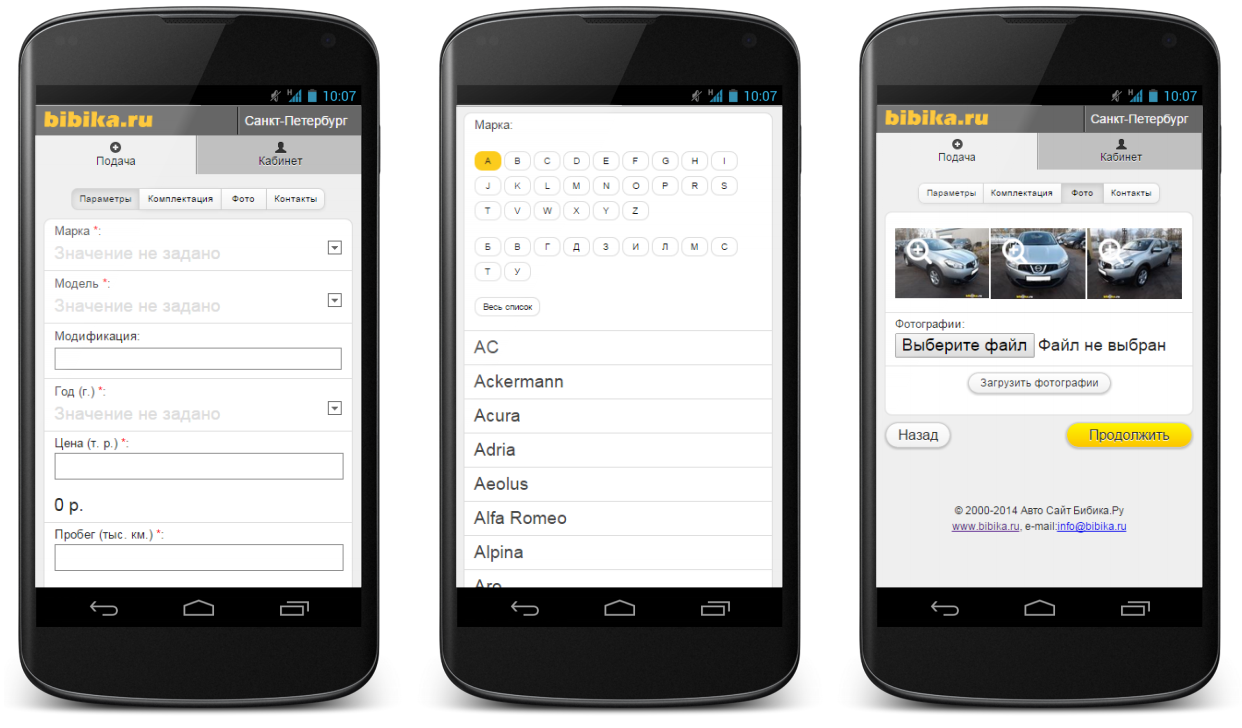 10:07
bibika.ru
Санкт-Петербург
Подача
Кабинет
Параметры Комплектация Фото Контакты
Марка *:
Значение не задано
Модель *:
Значение не задано
Модификация:
Год (г.) *:
Значение не задано
Цена (т. р.) *:
0 р.
Пробег (тыс. км.) *:
H 10:07
Марка:
A B C D E F G H I
J K L M N O P R S
T V W X Y Z
Б В Г Д З И Л М С
Т У
Весь список
AC
Ackermann
Acura
Adria
Aeolus
Alfa Romeo
Alpina
Aro
H 10:07
bibika.ru
Санкт-Петербург
Подача
Кабинет
Параметры Комплектация Фото Контакты
Фотографии:
Выберите файл Файл не выбран
Загрузить фотографии
Назад
Продолжить
© 2000-2014 Авто Сайт Бибика.Ру
www.bibika.ru, e-mail:info@bibika.ru